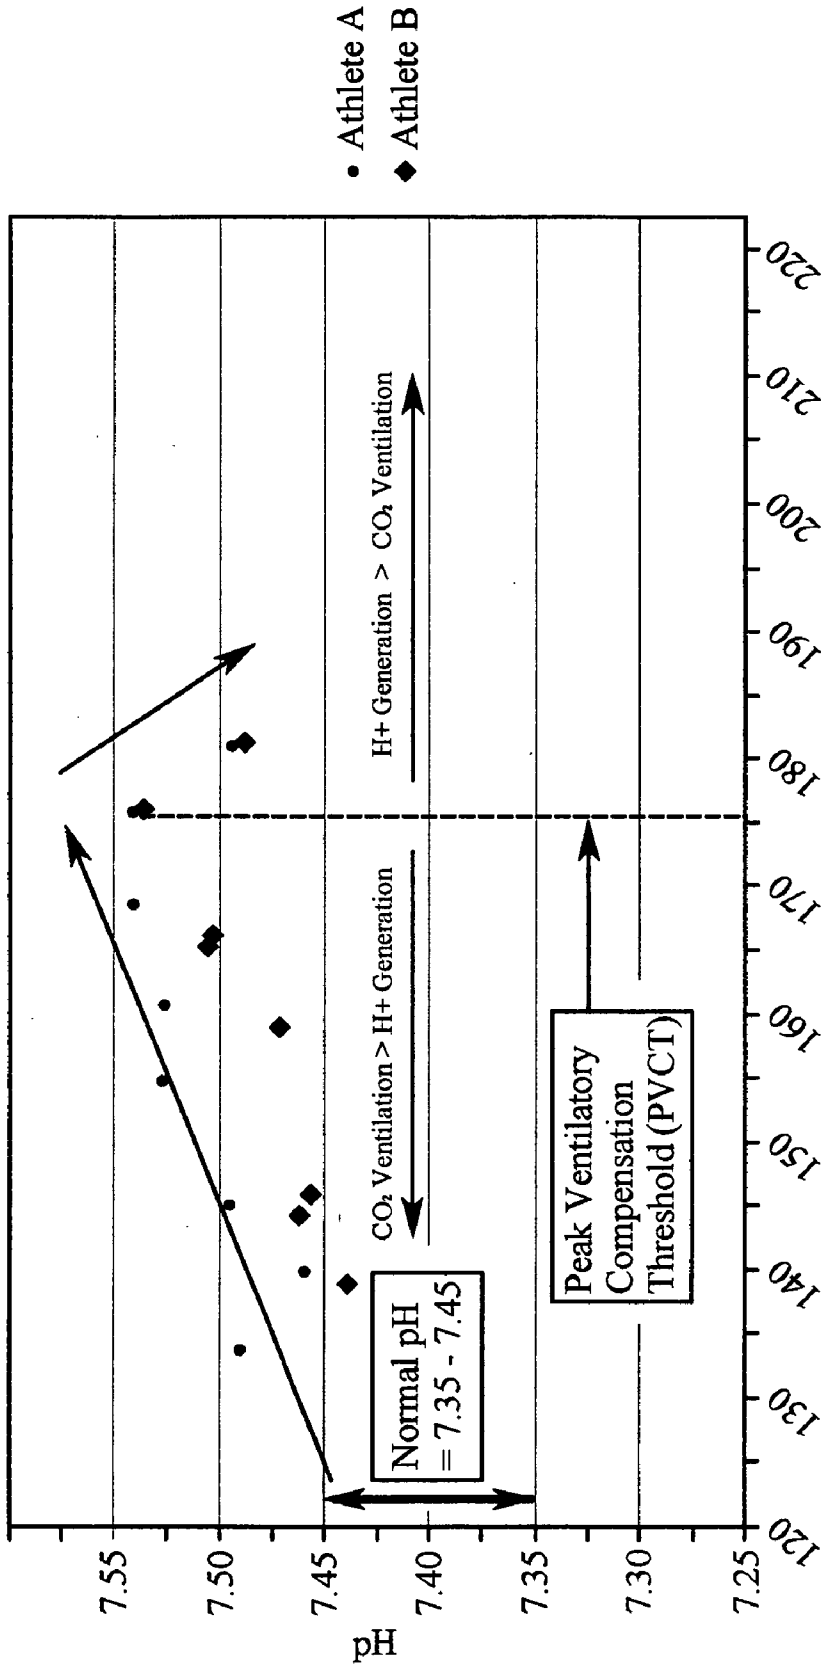 pH
7.55
7.50
7.45
7.40
7.35
7.30
7.25
120
130
140
150
160
170
180
190
200
210
220
Normal pH
= 7.35 - 7.45
CO₂ Ventilation > H+ Generation
H+ Generation > CO₂ Ventilation
Peak Ventilatory
Compensation
Threshold (PVCT)
Athlete A
Athlete B